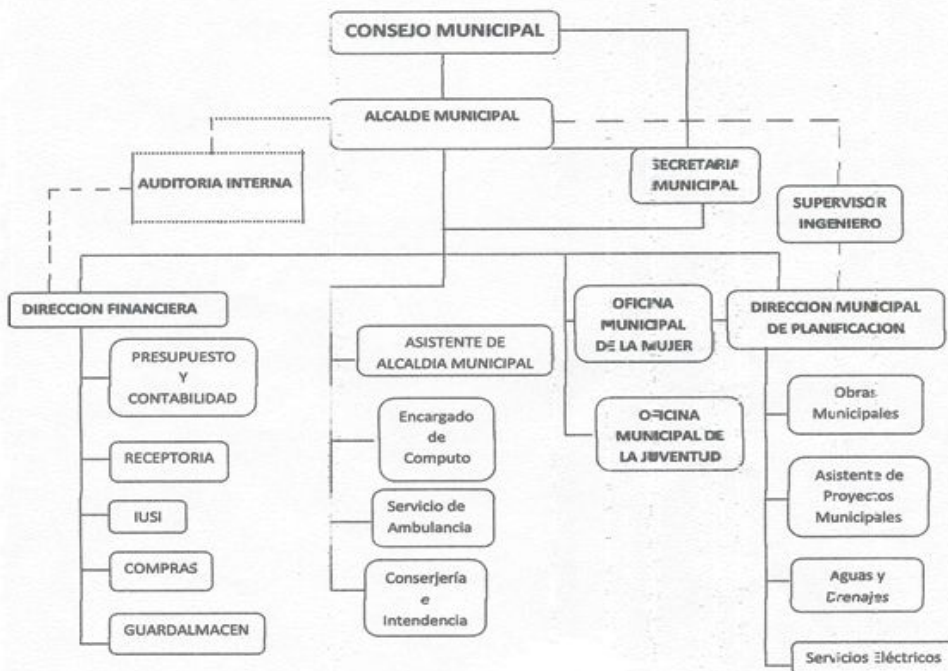 CONSEJO MUNICIPAL
ALCALDE MUNICIPAL
AUDITORIA INTERNA
SECRETARIA
MUNICIPAL
SUPERVISOR
INGENIERO
DIRECCION FINANCIERA
PRESUPUESTO
Y
CONTABILIDAD
RECEPTORIA
IUSI
COMPRAS
GUARDALMACEN
ASISTENTE DE
ALCALDIA MUNICIPAL
Encargado
de
Computo
Servicio de
Ambulancia
Conserjería
e
Intendencia
OFICINA
MUNICIPAL
DE LA MUJER
OFICINA
MUNICIPAL DE
LA JUVENTUD
DIRECCION MUNICIPAL
DE PLANIFICACION
Obras
Municipales
Asistente de
Proyectos
Municipales
Aguas y
Drenajes
Servicios Eléctricos